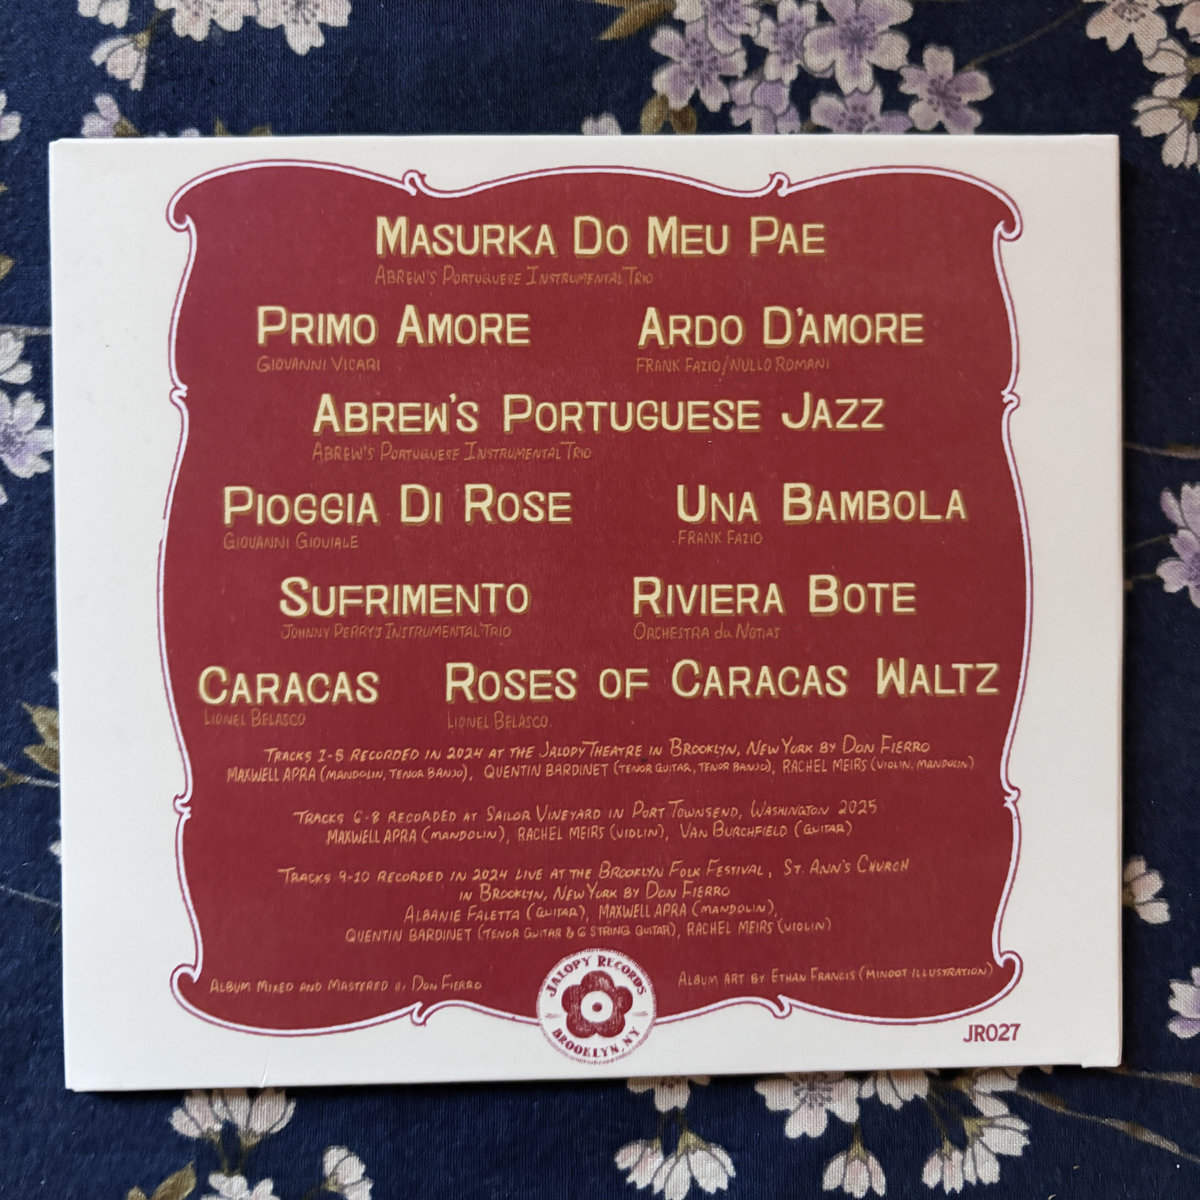 MASURKA DO MEU PAE
ABREW'S PORTUGUESE INSTRUMENTAL TRIO
PRIMO AMORE
GIOVANNI VICARI
ARDO D'AMORE
FRANK FAZIO/NULLO ROMANI
ABREW'S PORTUGUESE JAZZ
ABREW'S PORTUGUESE INSTRUMENTAL TRIO
PIOGGIA DI ROSE
GIOVANNI GIOVIALE
UNA BAMBOLA
FRANK FAZIO
SUFRIMENTO
JOHNNY PERRY'S INSTRUMENTAL TRIO
RIVIERA BOTE
ORCHESTRA da NOTIAS
CARACAS
LIONEL BELASCO
ROSES OF CARACAS WALTZ
LIONEL BELASCO.
TRACKS 1-5 RECORDED IN 2024 AT THE JALOPY THEATRE IN BROOKLYN, NEW YORK BY DON FIERRO
MAXWELL APRA (MANDOLIN, TENOR BANJO), QUENTIN BARDINET (TENOR GUITAR, TENOR BANJO), RACHEL MEIRS (VIOLIN, MANDOLIN)
TRACKS 6-8 RECORDED AT SAILOR VINEYARD IN PORT TOWNSEND, WASHINGTON 2025
MAXWELL APRA (MANDOLIN), RACHEL MEIRS (VIOLIN), VAN BURCHFIELD (GUITAR)
TRACKS 9-10 RECORDED IN 2024 LIVE AT THE BROOKLYN FOLK FESTIVAL, ST. ANN'S CHURCH
IN BROOKLYN, NEW YORK BY DON FIERRO
ALBANIE FALETTA (GUITAR), MAXWELL APRA (MANDOLIN),
QUENTIN BARDINET (TENOR GUITAR & 6 STRING GUITAR), RACHEL MEIRS (VIOLIN)
ALBUM MIXED AND MASTERED BY DON FIERRO
JALOPY RECORDS
BROOKLYN, NY
ALBUM ART BY ETHAN FRANCIS (MINDOT ILLUSTRATION)
JR027